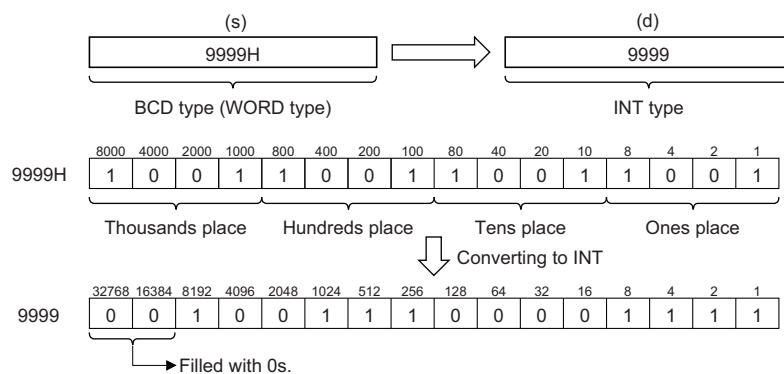 (s) (d)
9999H 9999
BCD type (WORD type) INT type
8000 4000 2000 1000 800 400 200 100 80 40 20 10 8 4 2 1
9999H 1 0 0 1 1 0 0 1 1 0 0 1 1 0 0 1
Thousands place Hundreds place Tens place Ones place
Converting to INT
32768 16384 8192 4096 2048 1024 512 256 128 64 32 16 8 4 2 1
9999 0 0 1 0 0 1 1 1 0 0 0 0 1 1 1 1
Filled with 0s.